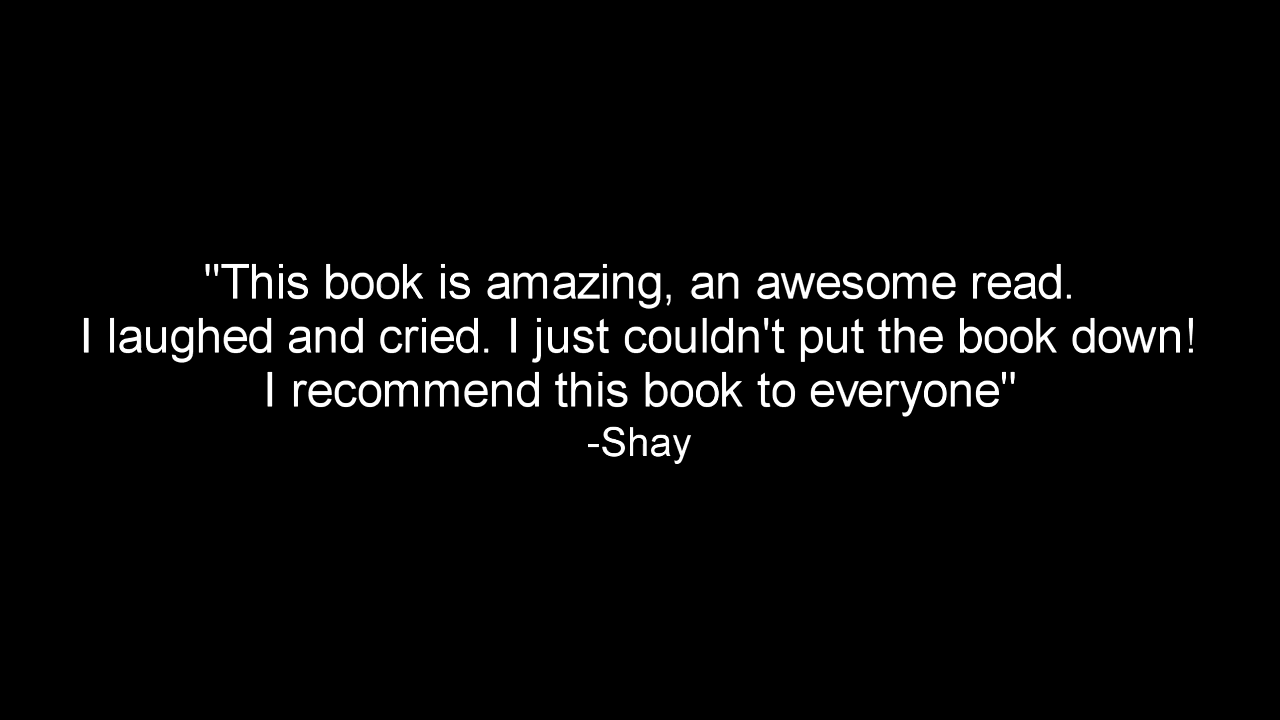 "This book is amazing, an awesome read.
I laughed and cried. I just couldn't put the book down!
I recommend this book to everyone"
-Shay